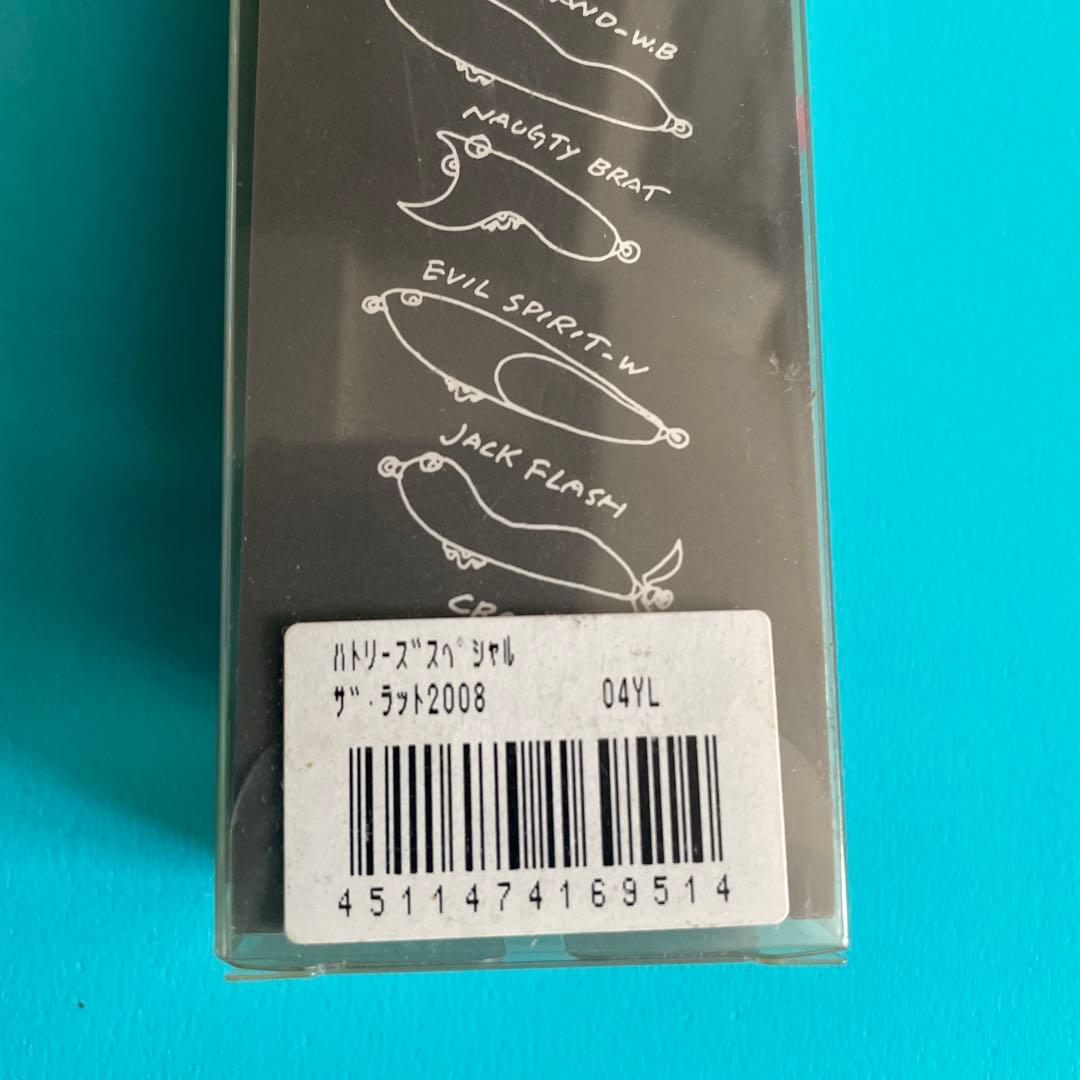 AND-W.B
NAUGTY BRAT
EVIL SPIRIT-W
JACK FLASH
ﾊﾄﾘｰｽﾞｽﾍﾟｼｬﾙ
ｻﾞ･ﾗｯﾄ2008 04YL
4511474169514